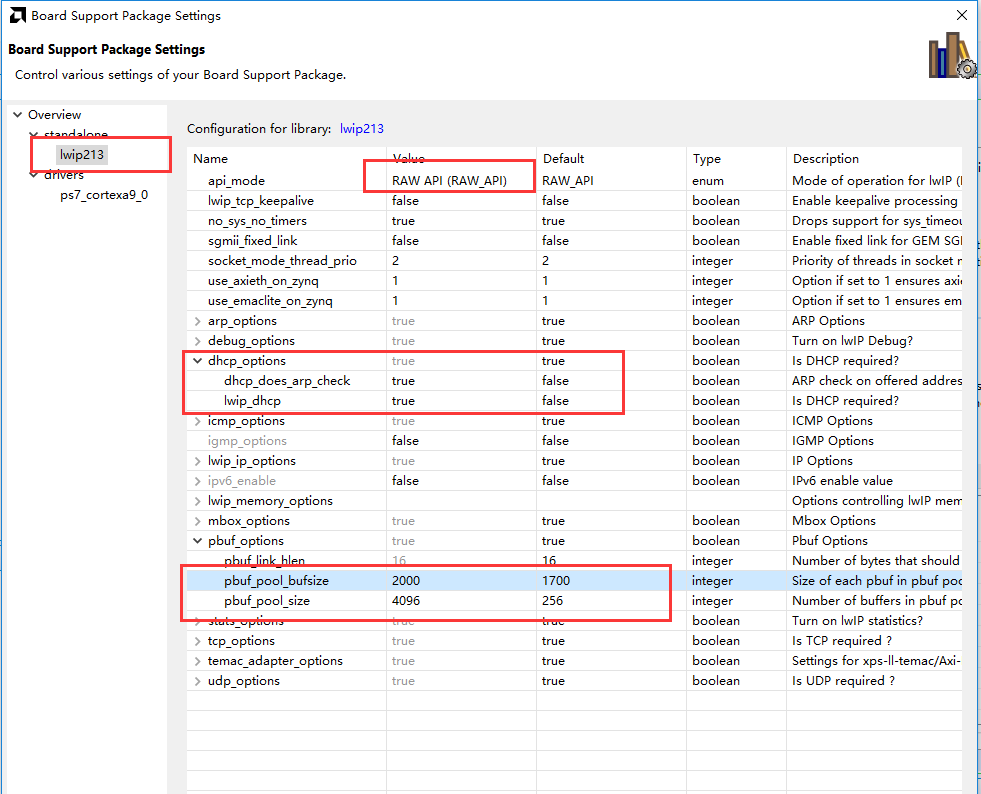 Board Support Package Settings
Board Support Package Settings
Control various settings of your Board Support Package.
Overview
standalone
lwip213
drivers
ps7_cortexa9_0
Configuration for library: lwip213
Name Value Default Type Description
api_mode RAW API (RAW_API) RAW_API enum Mode of operation for lwIP (
lwip_tcp_keepalive false false boolean Enable keepalive processing
no_sys_no_timers true true boolean Drops support for sys_timeou
sgmii_fixed_link false false boolean Enable fixed link for GEM SG
socket_mode_thread_prio 2 2 integer Priority of threads in socket m
use_axieth_on_zynq 1 1 integer Option if set to 1 ensures axie
use_emaclite_on_zynq 1 1 integer Option if set to 1 ensures em
arp_options true true boolean ARP Options
debug_options true true boolean Turn on lwIP Debug?
dhcp_options true true boolean Is DHCP required?
dhcp_does_arp_check true false boolean ARP check on offered addres
lwip_dhcp true false boolean Is DHCP required?
icmp_options true true boolean ICMP Options
igmp_options false false boolean IGMP Options
lwip_ip_options true true boolean IP Options
ipv6_enable false false boolean IPv6 enable value
lwip_memory_options Options controlling lwIP mem
mbox_options true true boolean Mbox Options
pbuf_options true true boolean Pbuf Options
pbuf_link_hlen 16 16 integer Number of bytes that should
pbuf_pool_bufsize 2000 1700 integer Size of each pbuf in pbuf poo
pbuf_pool_size 4096 256 integer Number of buffers in pbuf po
stats_options true true boolean Turn on lwIP statistics?
tcp_options true true boolean Is TCP required ?
temac_adapter_options true true boolean Settings for xps-ll-temac/Axi-
udp_options true true boolean Is UDP required ?